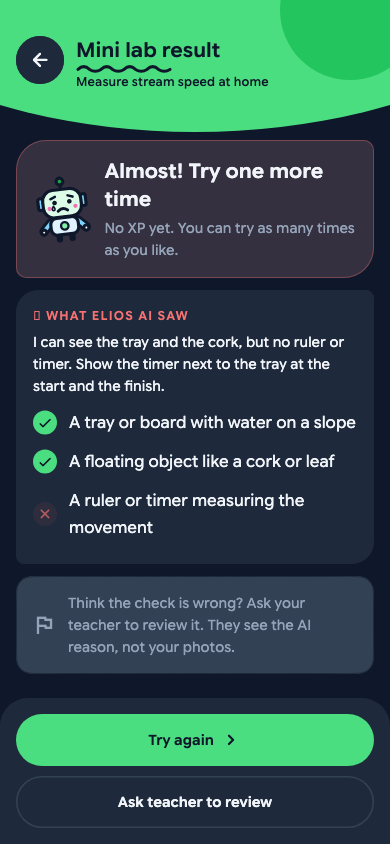 Mini lab result
Measure stream speed at home
Almost! Try one more
time
No XP yet. You can try as many times
as you like.
WHAT ELIOS AI SAW
I can see the tray and the cork, but no ruler or
timer. Show the timer next to the tray at the
start and the finish.
A tray or board with water on a slope
A floating object like a cork or leaf
A ruler or timer measuring the
movement
Think the check is wrong? Ask your
teacher to review it. They see the AI
reason, not your photos.
Try again
Ask teacher to review